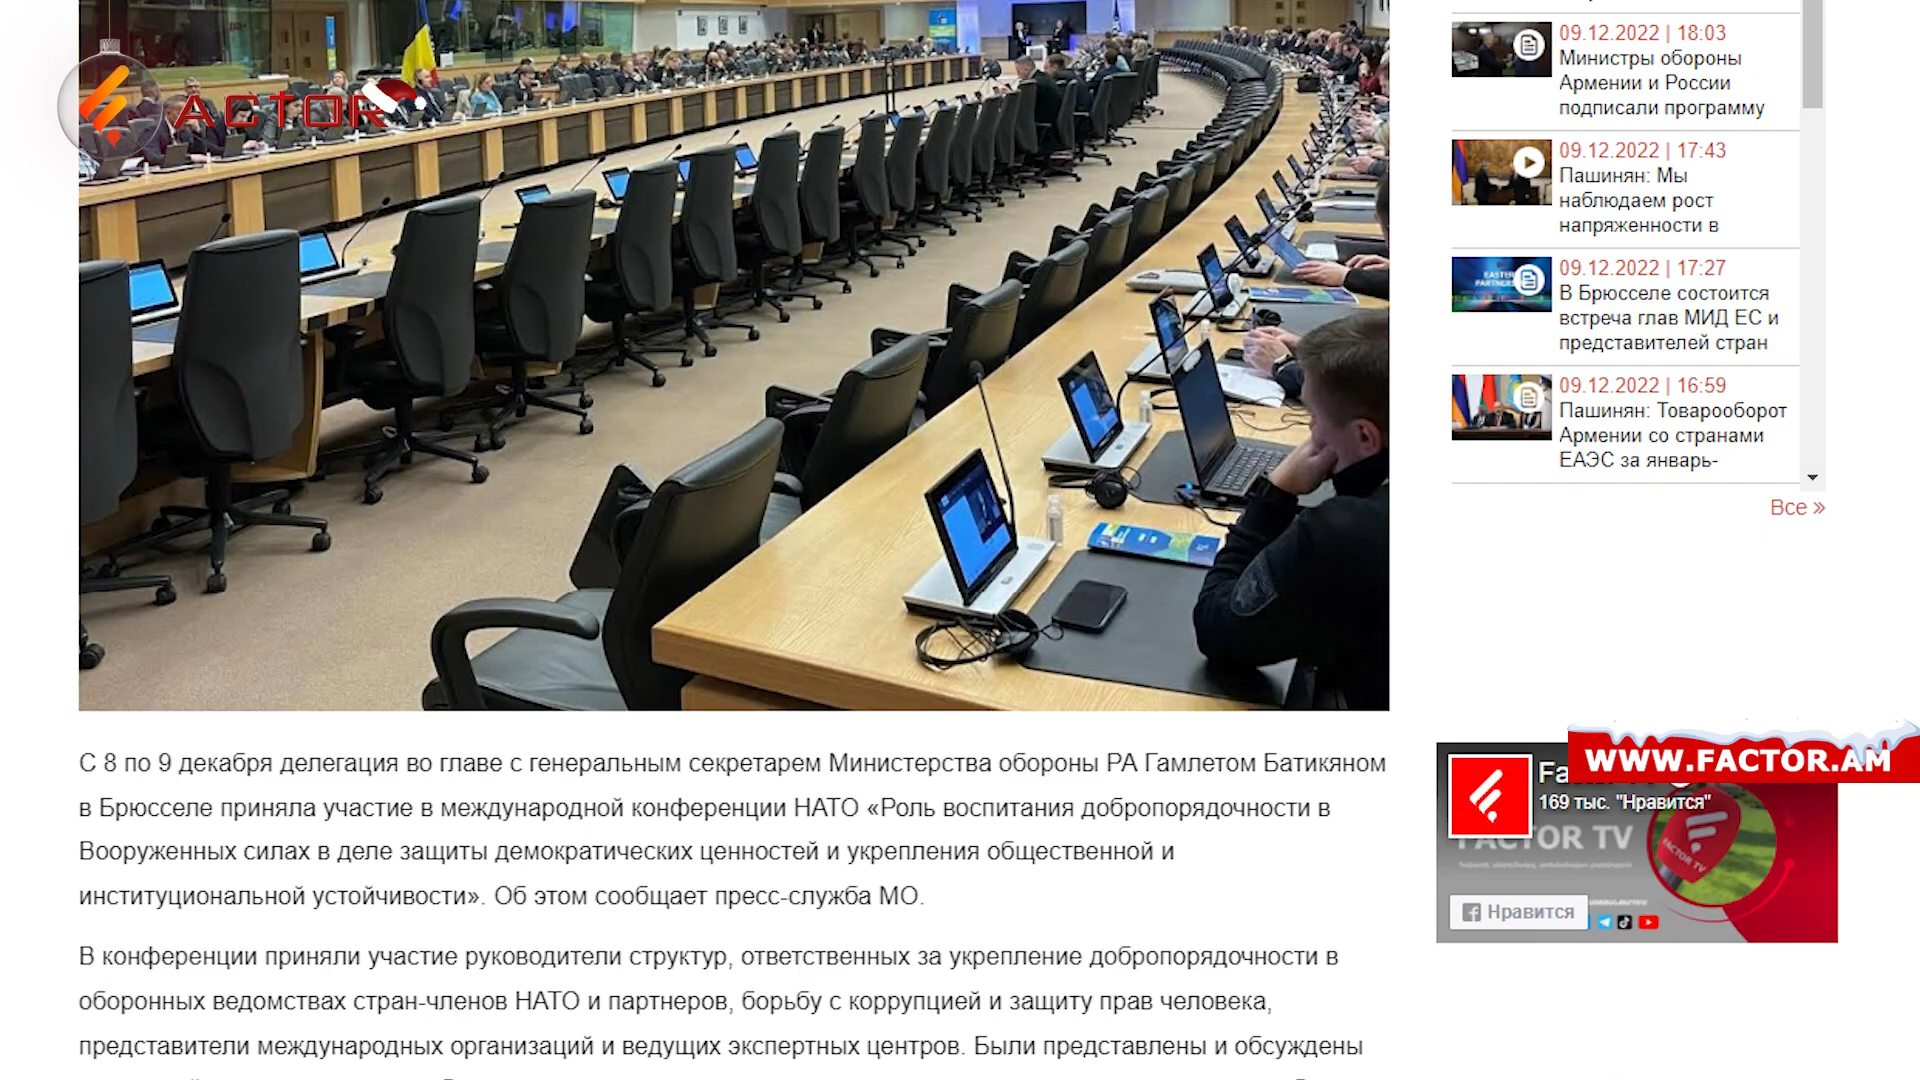 ACTOR
09.12.2022 | 18:03
Министры обороны
Армении и России
подписали программу
09.12.2022 | 17:43
Пашинян: Мы
наблюдаем рост
напряженности в
09.12.2022 | 17:27
В Брюсселе состоится
встреча глав МИД ЕС и
представителей стран
09.12.2022 | 16:59
Пашинян: Товарооборот
Армении со странами
ЕАЭС за январь-
Все »
С 8 по 9 декабря делегация во главе с генеральным секретарем Министерства обороны РА Гамлетом Батикяном
в Брюсселе приняла участие в международной конференции НАТО «Роль воспитания добропорядочности в
Вооруженных силах в деле защиты демократических ценностей и укрепления общественной и
институциональной устойчивости». Об этом сообщает пресс-служба МО.
В конференции приняли участие руководители структур, ответственных за укрепление добропорядочности в
оборонных ведомствах стран-членов НАТО и партнеров, борьбу с коррупцией и защиту прав человека,
представители международных организаций и ведущих экспертных центров. Были представлены и обсуждены
WWW.FACTOR.AM
169 тыс. "Нравится"
FACTOR TV
FACTOR TV
Нравится